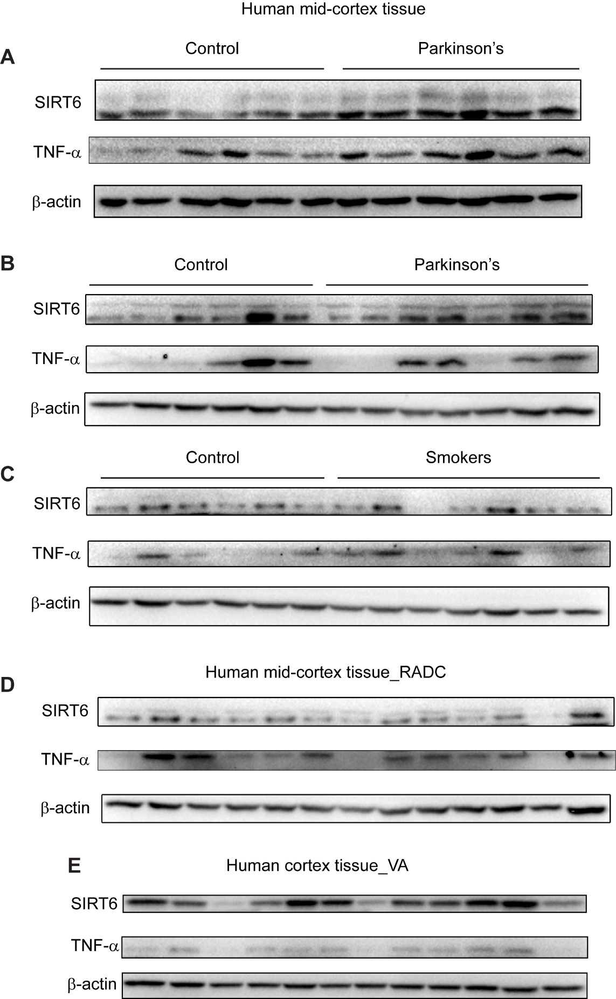 Human mid-cortex tissue
A
Control
Parkinson's
SIRT6
TNF-α
β-actin
B
Control
Parkinson's
SIRT6
TNF-α
β-actin
C
Control
Smokers
SIRT6
TNF-α
β-actin
D
Human mid-cortex tissue_RADC
SIRT6
TNF-α
β-actin
E
Human cortex tissue_VA
SIRT6
TNF-α
β-actin